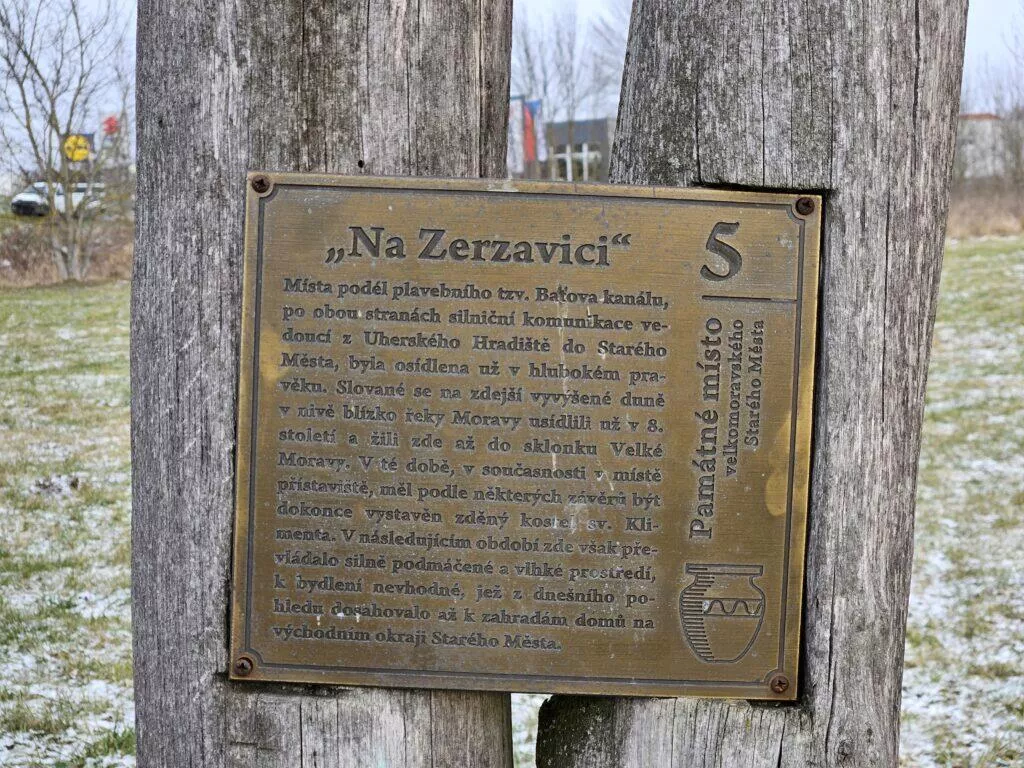 „Na Zerzavici“
Místa podél plavebního tzv. Baťova kanálu,
po obou stranách silniční komunikace ve-
doucí z Uherského Hradiště do Starého
Města, byla osídlena už v hlubokém pra-
věku. Slované se na zdejší vyvýšené duně
v nivě blízko řeky Moravy usídlili už v 8.
století a žili zde až do sklonku Velké
Moravy. V té době, v současnosti v místě
přístaviště, měl podle některých závěrů být
dokonce vystavěn zděný kostel sv. Kli-
menta. V následujícím období zde však pře-
vládalo silně podmáčené a vlhké prostředí,
k bydlení nevhodné, jež z dnešního po-
hledu dosahovalo až k zahradám domů na
východním okraji Starého Města.
5
Památné místo
velkomoravského
Starého Města